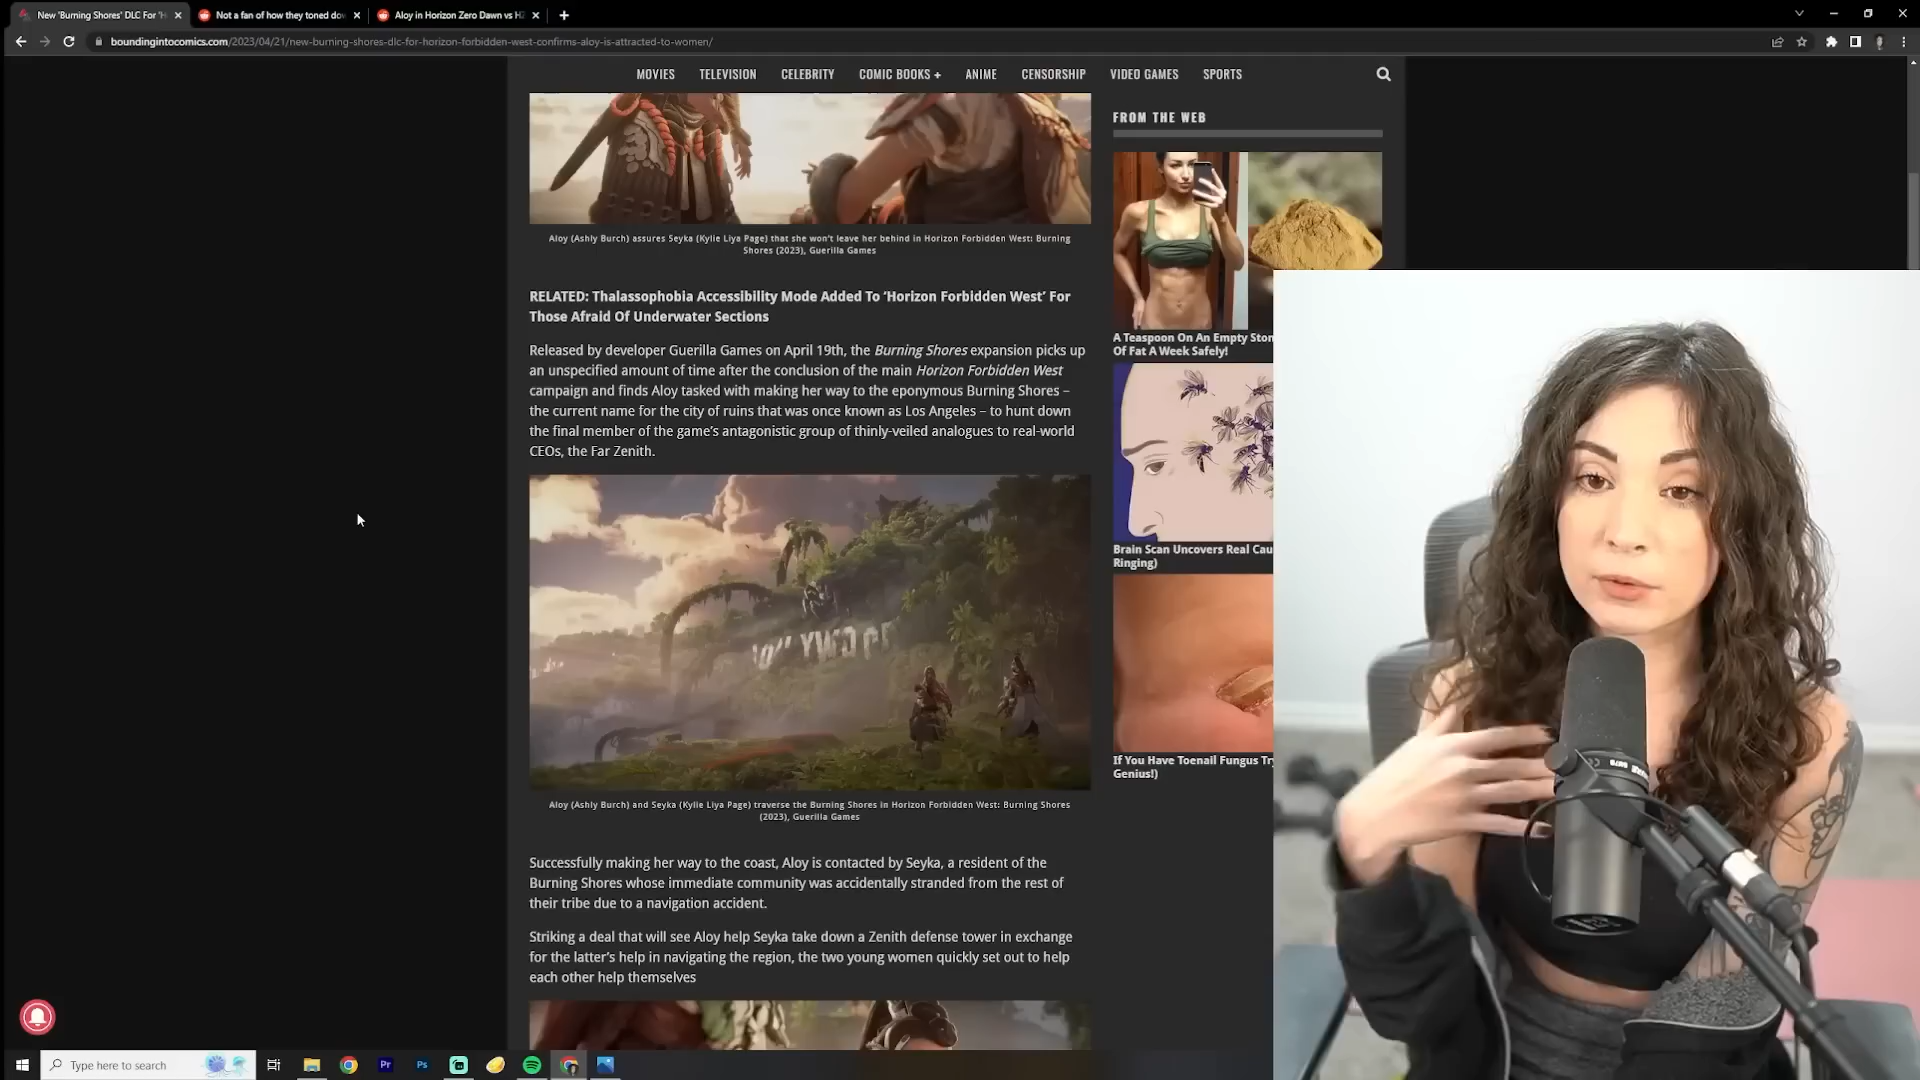 New 'Burning Shores' DLC For 'H
Not a fan of how they toned dow
Aloy in Horizon Zero Dawn vs HZ
boundingintocomics.com/2023/04/21/new-burning-shores-dlc-for-horizon-forbidden-west-confirms-aloy-is-attracted-to-women/
MOVIES TELEVISION CELEBRITY COMIC BOOKS + ANIME CENSORSHIP VIDEO GAMES SPORTS
Aloy (Ashly Burch) assures Seyka (Kylie Liya Page) that she won't leave her behind in Horizon Forbidden West: Burning
Shores (2023), Guerilla Games
RELATED: Thalassophobia Accessibility Mode Added To 'Horizon Forbidden West' For
Those Afraid Of Underwater Sections
Released by developer Guerilla Games on April 19th, the Burning Shores expansion picks up
an unspecified amount of time after the conclusion of the main Horizon Forbidden West
campaign and finds Aloy tasked with making her way to the eponymous Burning Shores –
the current name for the city of ruins that was once known as Los Angeles – to hunt down
the final member of the game's antagonistic group of thinly-veiled analogues to real-world
CEOs, the Far Zenith.
Aloy (Ashly Burch) and Seyka (Kylie Liya Page) traverse the Burning Shores in Horizon Forbidden West: Burning Shores
(2023), Guerilla Games
Successfully making her way to the coast, Aloy is contacted by Seyka, a resident of the
Burning Shores whose immediate community was accidentally stranded from the rest of
their tribe due to a navigation accident.
Striking a deal that will see Aloy help Seyka take down a Zenith defense tower in exchange
for the latter's help in navigating the region, the two young women quickly set out to help
each other help themselves
FROM THE WEB
A Teaspoon On An Empty Ston
Of Fat A Week Safely!
Brain Scan Uncovers Real Cau
Ringing)
If You Have Toenail Fungus Try
Genius!)
Type here to search
Pr
Ps